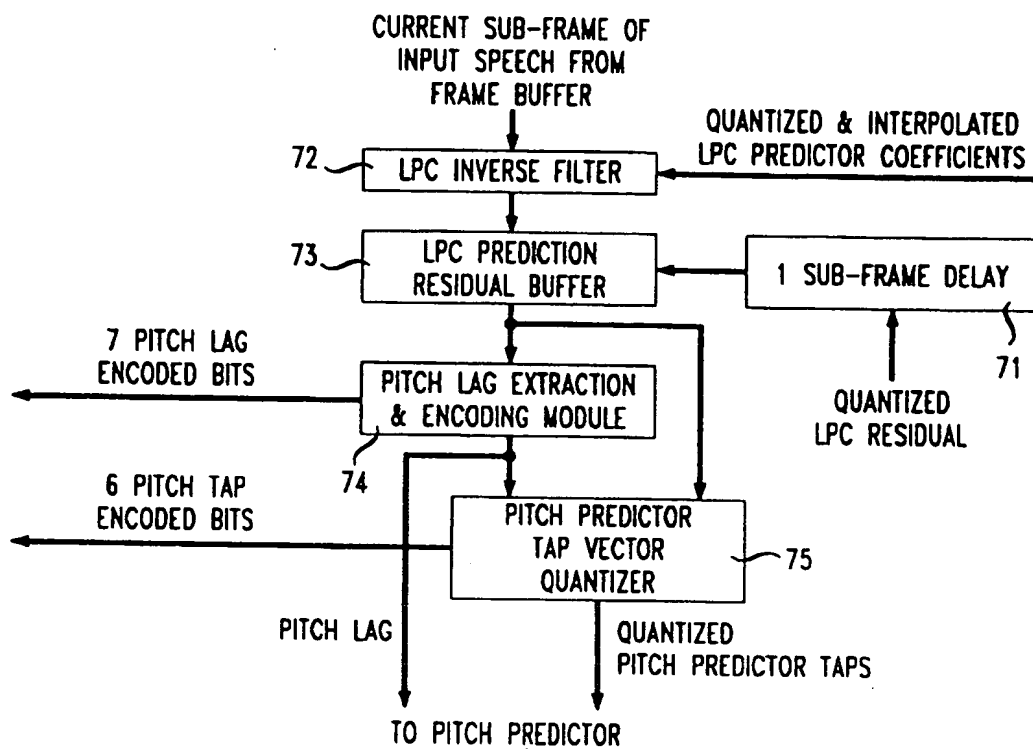 CURRENT SUB-FRAME OF
INPUT SPEECH FROM
FRAME BUFFER
QUANTIZED & INTERPOLATED
LPC PREDICTOR COEFFICIENTS
72
LPC INVERSE FILTER
73
LPC PREDICTION
RESIDUAL BUFFER
1 SUB-FRAME DELAY
71
QUANTIZED
LPC RESIDUAL
7 PITCH LAG
ENCODED BITS
PITCH LAG EXTRACTION
& ENCODING MODULE
74
6 PITCH TAP
ENCODED BITS
PITCH PREDICTOR
TAP VECTOR
QUANTIZER
75
PITCH LAG
QUANTIZED
PITCH PREDICTOR TAPS
TO PITCH PREDICTOR